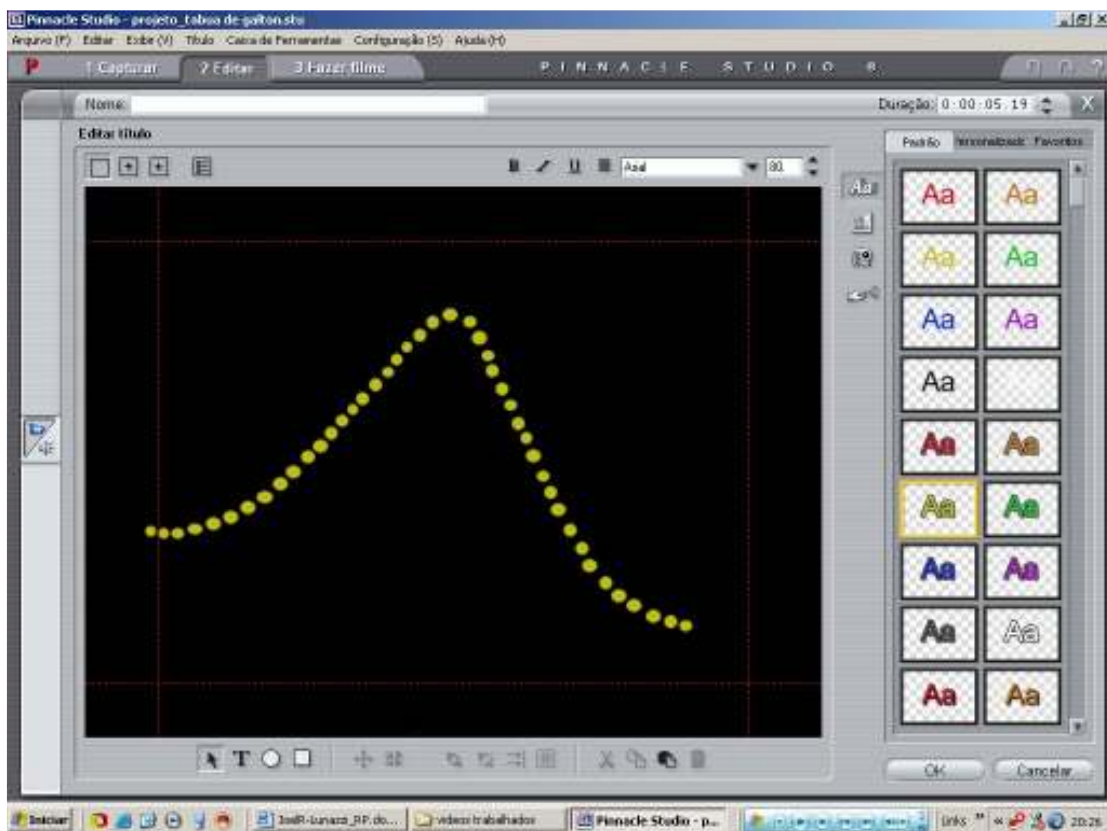 Pinnacle Studio - projeto_tabua de galton.stu
Arquivo (F) Editar Exibir (V) Título Caixa de Ferramentas Configuração (S) Ajuda (H)
1 Capturar 2 Editar 3 Fazer filme PINNACLE STUDIO 8
Nome: Duração: 0:00:05.19 X
Editar título
Padrão Favoritos
Arial 80
Aa
Aa Aa
Aa Aa
Aa Aa
Aa
Aa Aa
Aa Aa
Aa Aa
Aa Aa
Aa Aa
T
OK Cancelar
Iniciar videos trabalhados Pinnacle Studio - p... Links » « 20:26